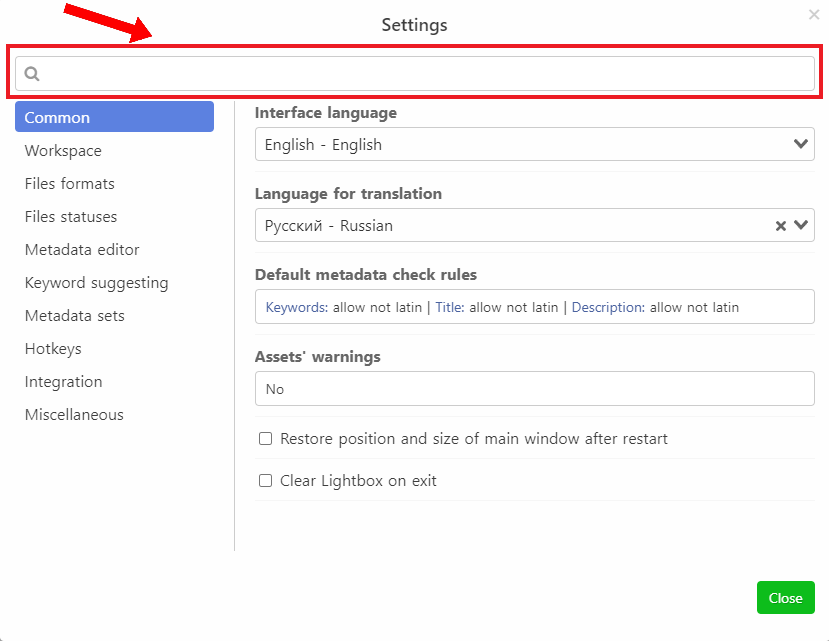 Settings
Common
Workspace
Files formats
Files statuses
Metadata editor
Keyword suggesting
Metadata sets
Hotkeys
Integration
Miscellaneous
Interface language
English - English
Language for translation
Русский - Russian
Default metadata check rules
Keywords: allow not latin | Title: allow not latin | Description: allow not latin
Assets' warnings
No
Restore position and size of main window after restart
Clear Lightbox on exit
Close